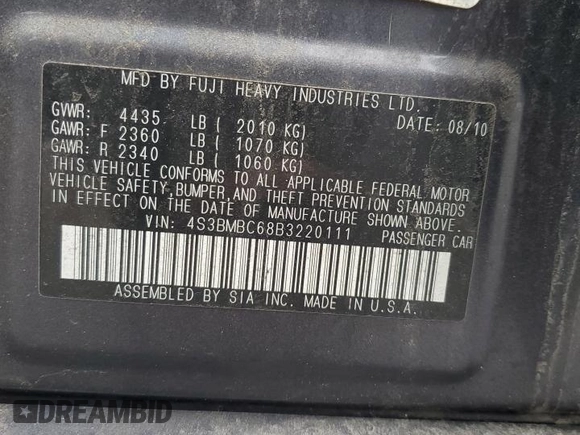 MFD BY FUJI HEAVY INDUSTRIES LTD.
GVWR: 4435 LB ( 2010 KG) DATE: 08/10
GAWR: F 2360 LB ( 1070 KG)
GAWR: R 2340 LB ( 1060 KG)
THIS VEHICLE CONFORMS TO ALL APPLICABLE FEDERAL MOTOR
VEHICLE SAFETY,BUMPER,AND THEFT PREVENTION STANDARDS
IN EFFECT ON THE DATE OF MANUFACTURE SHOWN ABOVE.
VIN: 4S3BMBC68B3220111 PASSENGER CAR
ASSEMBLED BY SIA INC. MADE IN U.S.A.
DREAMBID